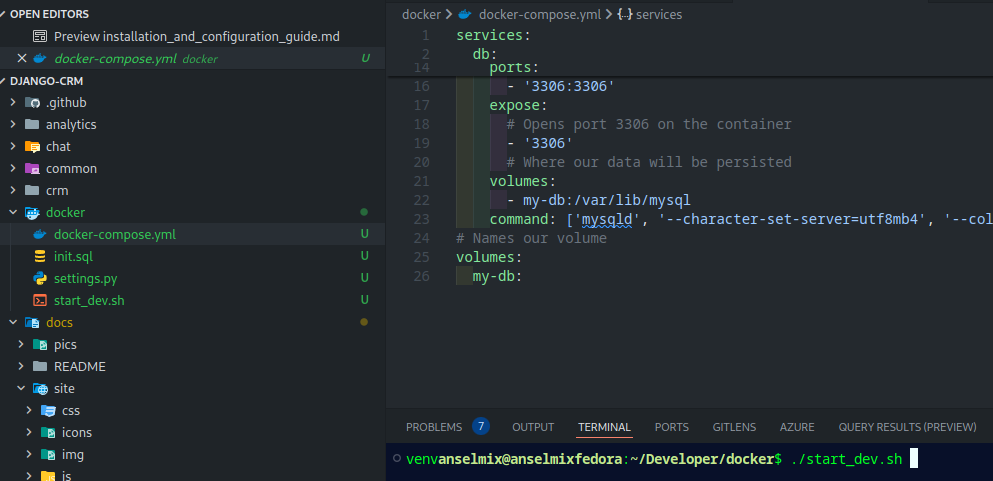 OPEN EDITORS
Preview installation_and_configuration_guide.md
docker-compose.yml docker U
DJANGO-CRM
.github
analytics
chat
common
crm
docker
docker-compose.yml U
init.sql U
settings.py U
start_dev.sh U
docs
pics
README
site
css
icons
img
js
docker > docker-compose.yml > {} services
1 services:
2 db:
14 ports:
16 - '3306:3306'
17 expose:
18 # Opens port 3306 on the container
19 - '3306'
20 # Where our data will be persisted
21 volumes:
22 - my-db:/var/lib/mysql
23 command: ['mysqld', '--character-set-server=utf8mb4', '--col
24 # Names our volume
25 volumes:
26 my-db:
PROBLEMS 7 OUTPUT TERMINAL PORTS GITLENS AZURE QUERY RESULTS (PREVIEW)
venvanselmix@anselmixfedora:~/Developer/docker$ ./start_dev.sh